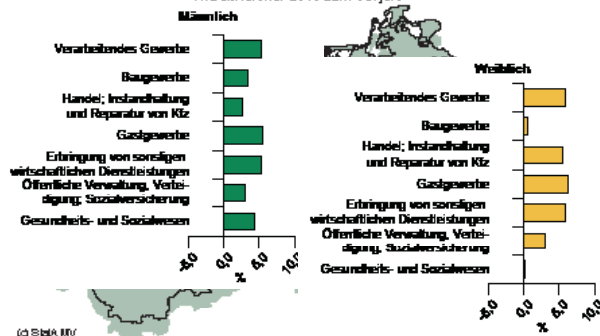 Männlich
Verarbeitendes Gewerbe
Baugewerbe
Handel; Instandhaltung
und Reparatur von Kfz
Gastgewerbe
Erbringung von sonstigen
wirtschaftlichen Dienstleistungen
Öffentliche Verwaltung, Vertei-
digung; Sozialversicherung
Gesundheits- und Sozialwesen
-5,0 0,0 5,0 10,0
%
Weiblich
Verarbeitendes Gewerbe
Baugewerbe
Handel; Instandhaltung
und Reparatur von Kfz
Gastgewerbe
Erbringung von sonstigen
wirtschaftlichen Dienstleistungen
Öffentliche Verwaltung, Vertei-
digung; Sozialversicherung
Gesundheits- und Sozialwesen
-5,0 0,0 5,0 10,0
%
(c) StatA MV